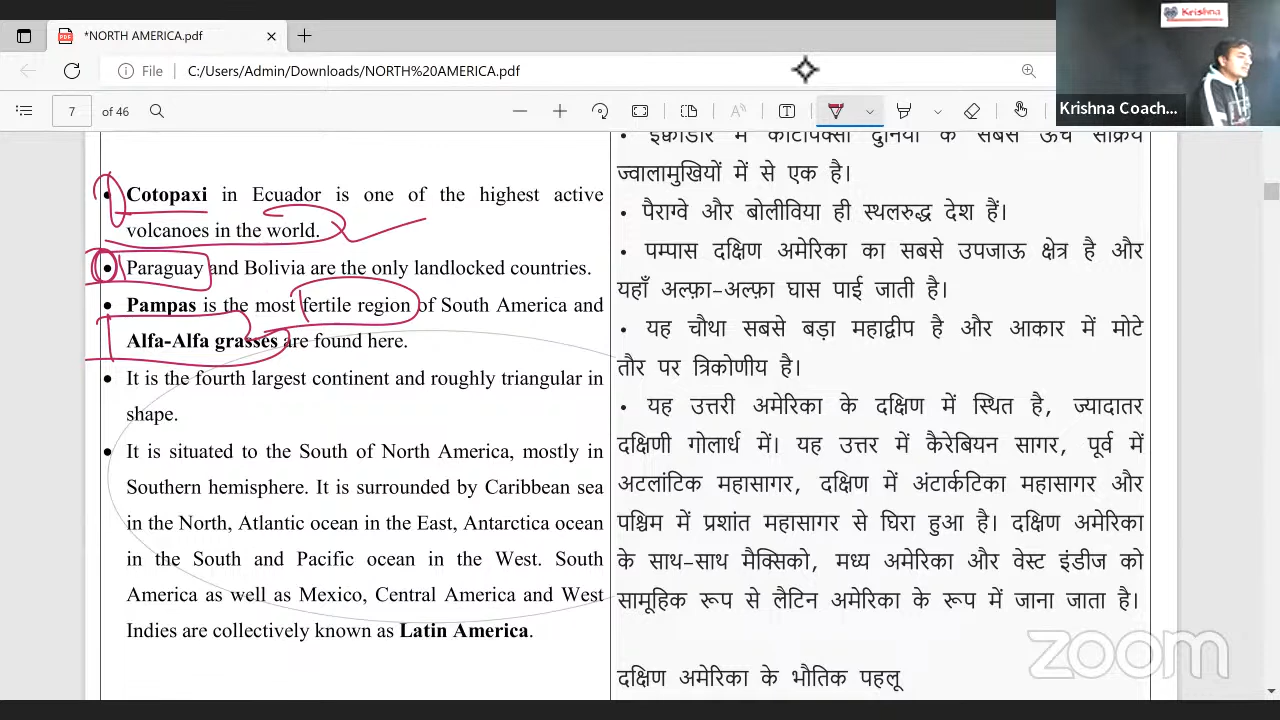 *NORTH AMERICA.pdf
File C:/Users/Admin/Downloads/NORTH%20AMERICA.pdf
7 of 46
Krishna
Krishna Coach...
• Cotopaxi in Ecuador is one of the highest active
volcanoes in the world.
• Paraguay and Bolivia are the only landlocked countries.
• Pampas is the most fertile region of South America and
Alfa-Alfa grasses are found here.
• It is the fourth largest continent and roughly triangular in
shape.
• It is situated to the South of North America, mostly in
Southern hemisphere. It is surrounded by Caribbean sea
in the North, Atlantic ocean in the East, Antarctica ocean
in the South and Pacific ocean in the West. South
America as well as Mexico, Central America and West
Indies are collectively known as Latin America.
• इक्वाडोर में कोटोपैक्सी दुनिया के सबसे ऊंचे सक्रिय
ज्वालामुखियों में से एक है।
• पैराग्वे और बोलीविया ही स्थलरुद्ध देश हैं।
• पम्पास दक्षिण अमेरिका का सबसे उपजाऊ क्षेत्र है और
यहाँ अल्फ़ा-अल्फ़ा घास पाई जाती है।
• यह चौथा सबसे बड़ा महाद्वीप है और आकार में मोटे
तौर पर त्रिकोणीय है।
• यह उत्तरी अमेरिका के दक्षिण में स्थित है, ज्यादातर
दक्षिणी गोलार्ध में। यह उत्तर में कैरेबियन सागर, पूर्व में
अटलांटिक महासागर, दक्षिण में अंटार्कटिका महासागर और
पश्चिम में प्रशांत महासागर से घिरा हुआ है। दक्षिण अमेरिका
के साथ-साथ मैक्सिको, मध्य अमेरिका और वेस्ट इंडीज को
सामूहिक रूप से लैटिन अमेरिका के रूप में जाना जाता है।
दक्षिण अमेरिका के भौतिक पहलू
zoom